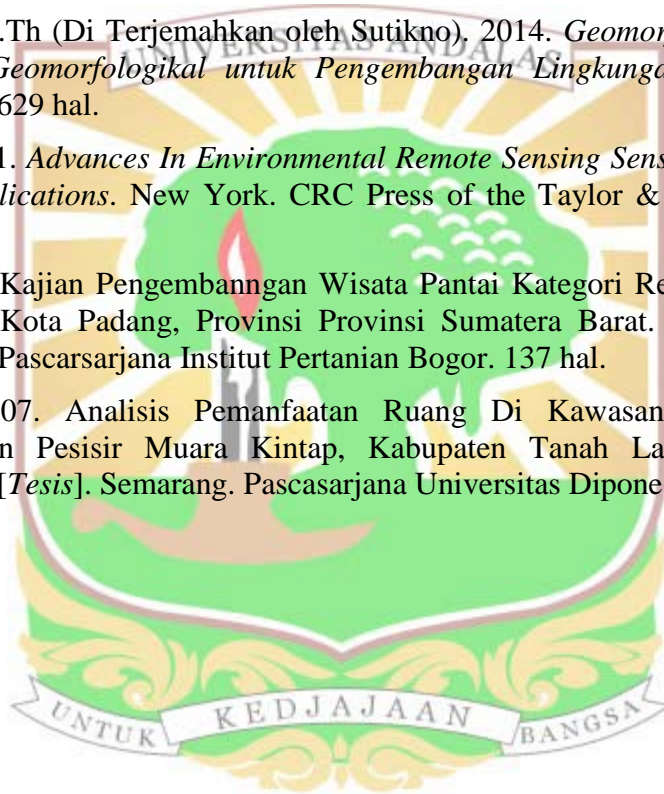 .Th (Di Terjemahkan oleh Sutikno). 2014. Geomor
UNIVERSITAS ANDALAS
Geomorfologikal untuk Pengembangan Lingkunga
629 hal.
1. Advances In Environmental Remote Sensing Sens
lications. New York. CRC Press of the Taylor &
Kajian Pengembanngan Wisata Pantai Kategori Re
Kota Padang, Provinsi Provinsi Sumatera Barat.
Pascarsarjana Institut Pertanian Bogor. 137 hal.
07. Analisis Pemanfaatan Ruang Di Kawasan
n Pesisir Muara Kintap, Kabupaten Tanah La
[Tesis]. Semarang. Pascasarjana Universitas Dipone
UNTUK KEDJAJAAN BANGSA